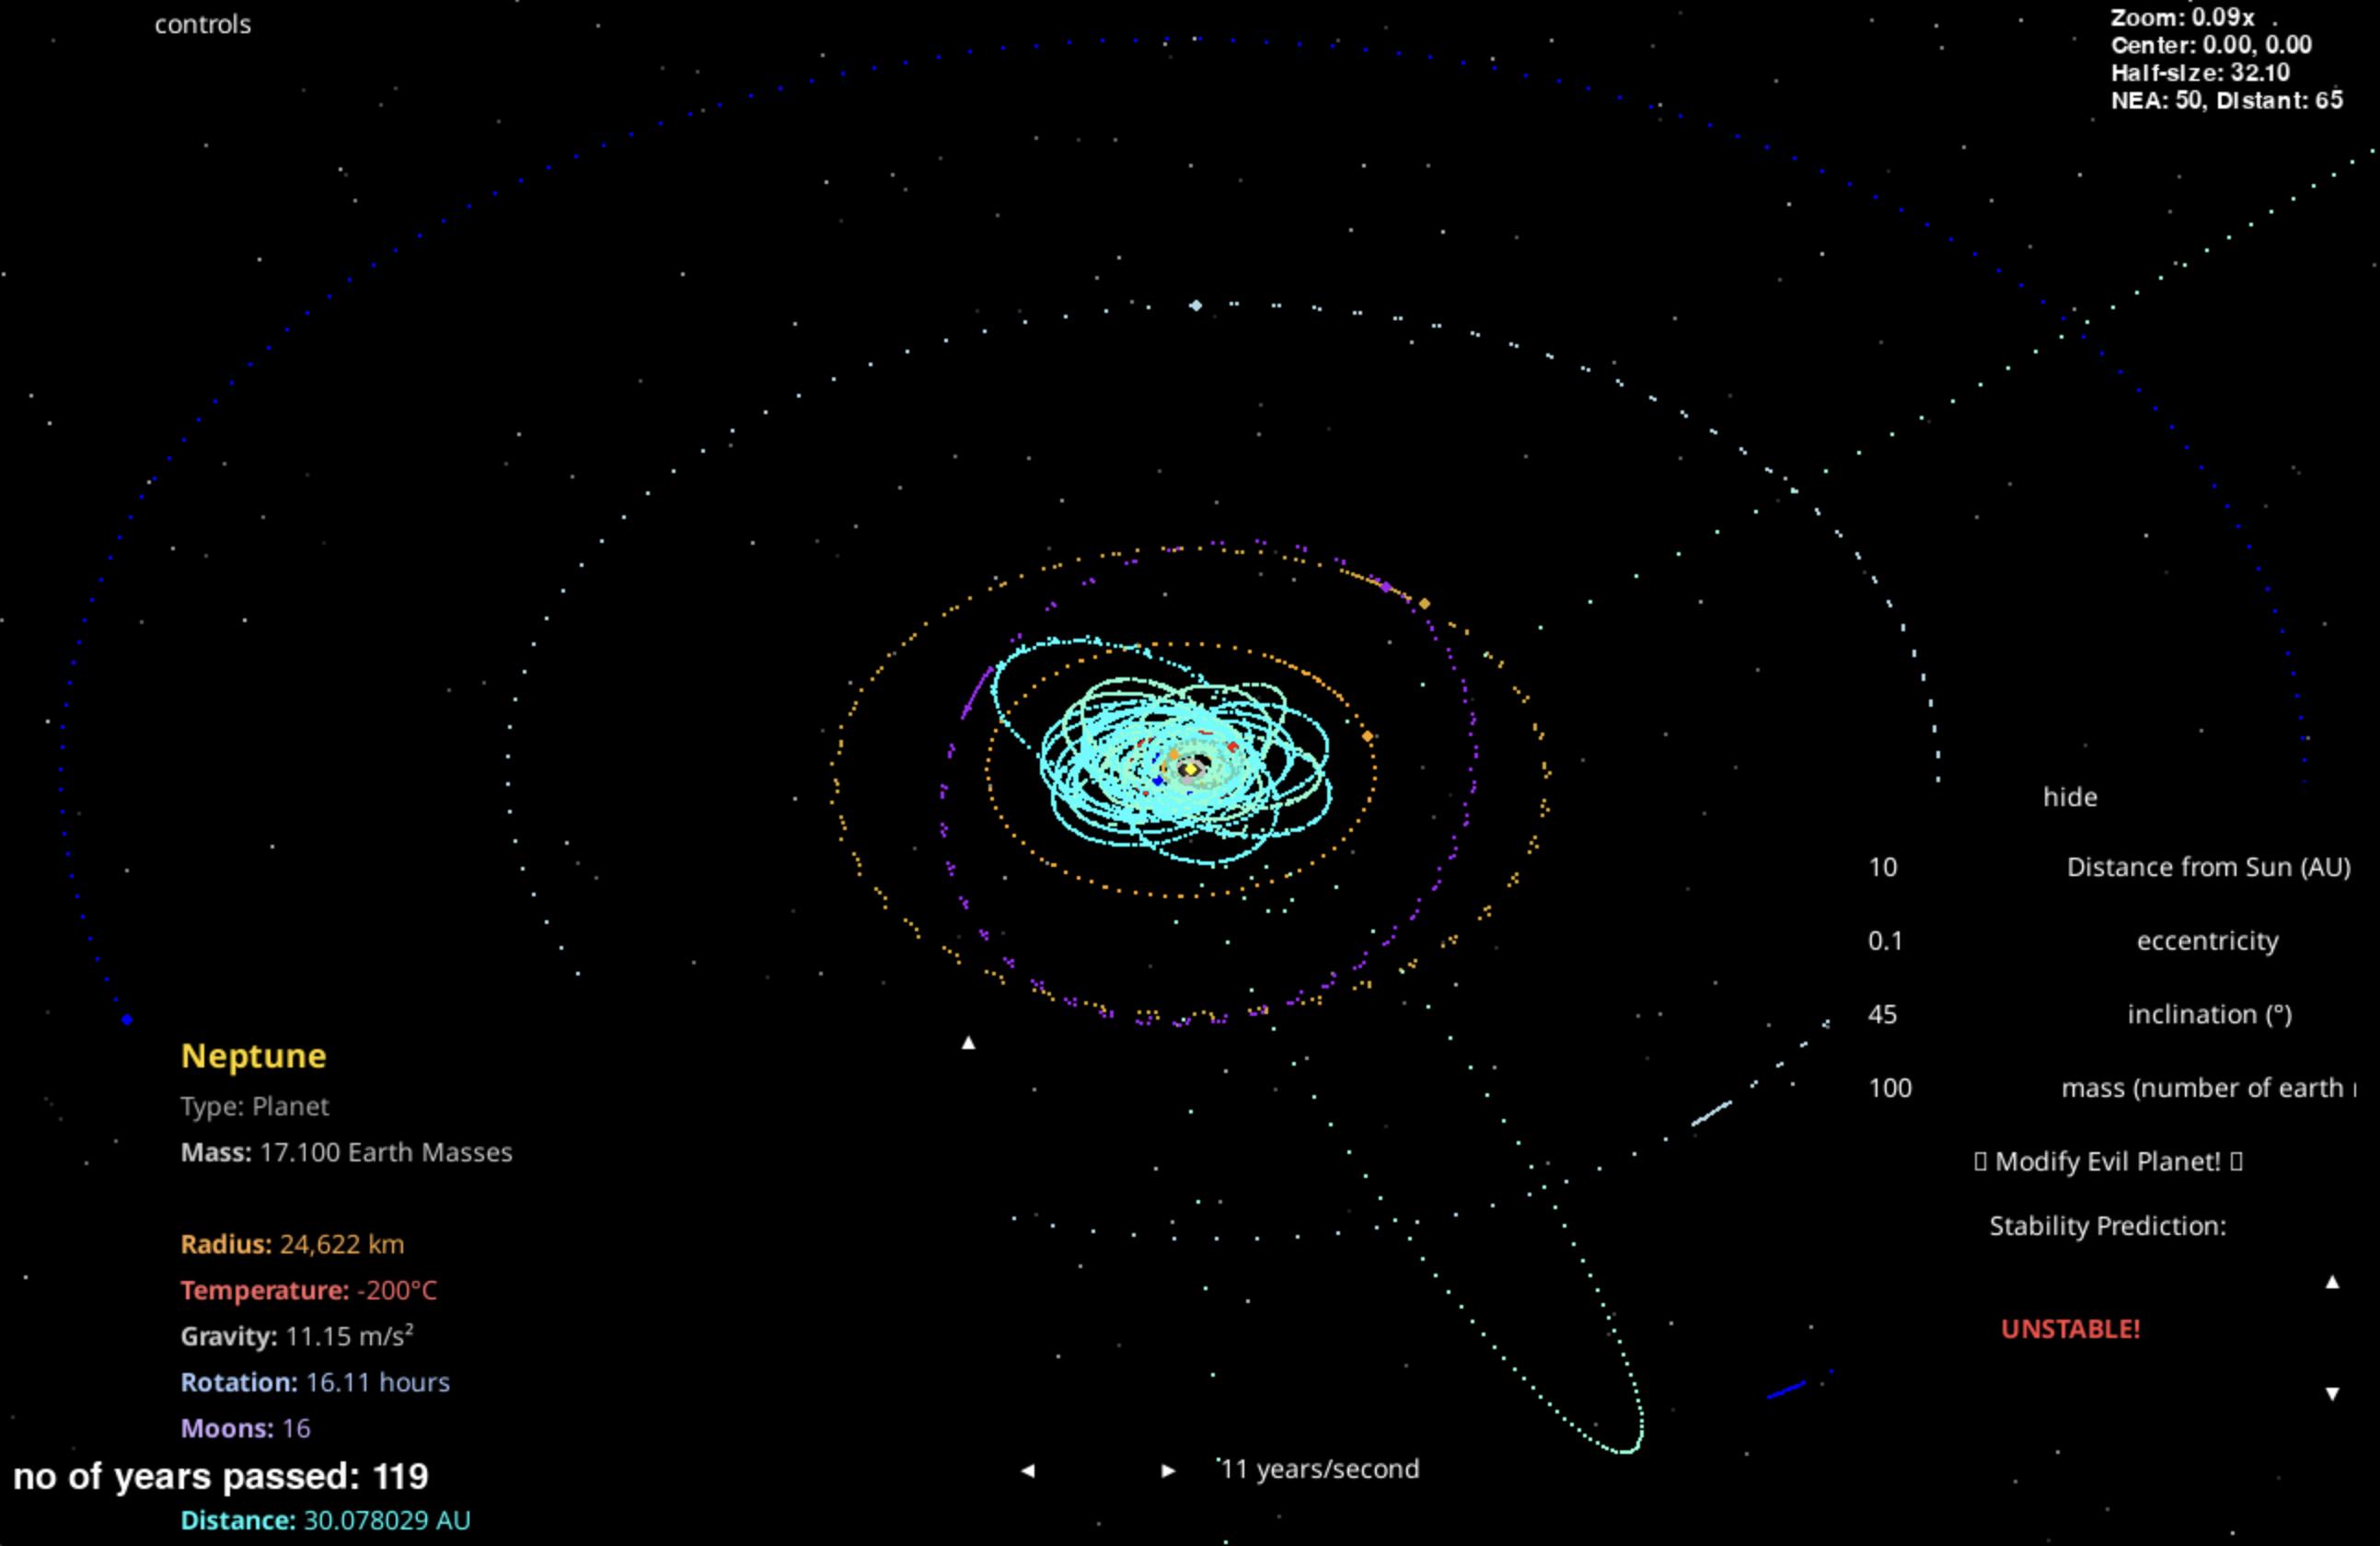 controls
Zoom: 0.09x
Center: 0.00, 0.00
Half-size: 32.10
NEA: 50, Distant: 65
hide
10 Distance from Sun (AU)
0.1 eccentricity
45 inclination (°)
100 mass (number of earth
Modify Evil Planet!
Stability Prediction:
UNSTABLE!
Neptune
Type: Planet
Mass: 17.100 Earth Masses
Radius: 24,622 km
Temperature: -200°C
Gravity: 11.15 m/s²
Rotation: 16.11 hours
Moons: 16
no of years passed: 119
Distance: 30.078029 AU
11 years/second